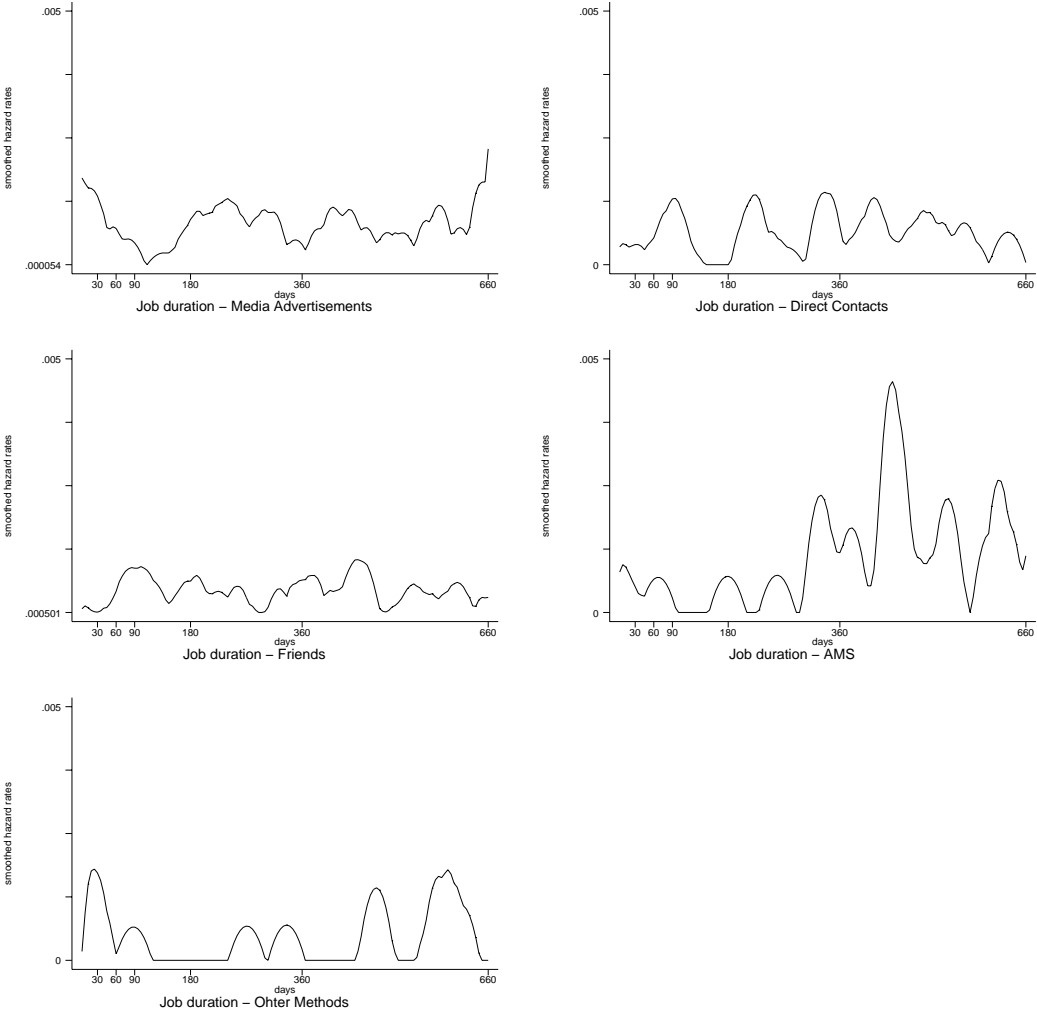 .005
smoothed hazard rates
.000054
30 60 90 180 360 660
days
Job duration – Media Advertisements
.005
smoothed hazard rates
0
30 60 90 180 360 660
days
Job duration – Direct Contacts
.005
smoothed hazard rates
.000501
30 60 90 180 360 660
days
Job duration – Friends
.005
smoothed hazard rates
0
30 60 90 180 360 660
days
Job duration – AMS
.005
smoothed hazard rates
0
30 60 90 180 360 660
days
Job duration – Ohter Methods